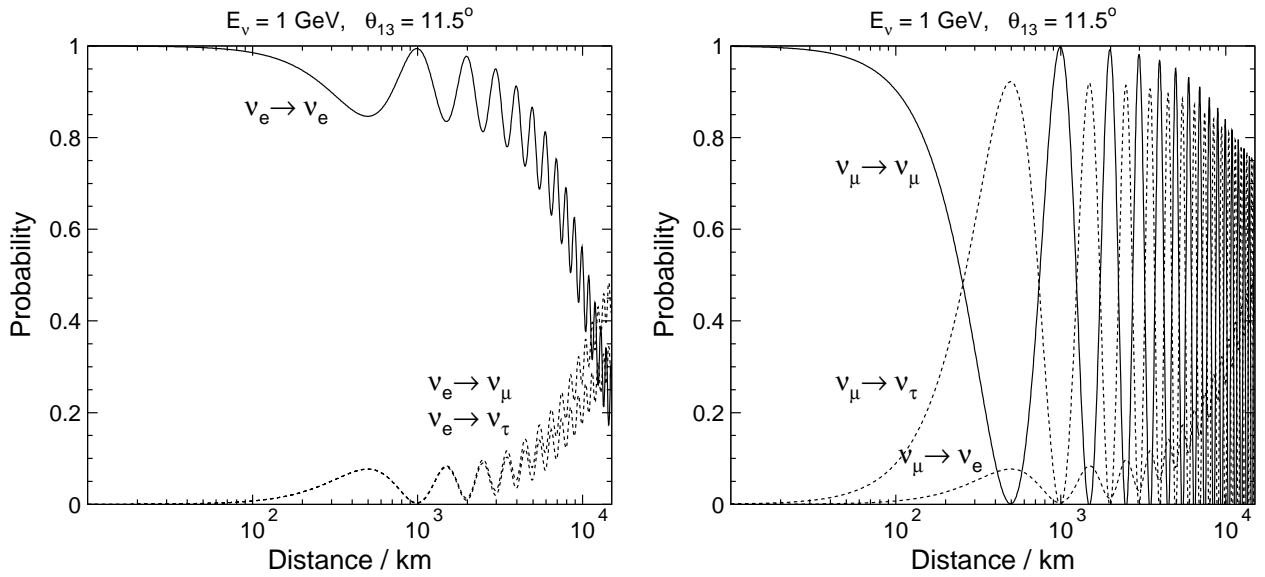 E_ν = 1 GeV, θ_13 = 11.5°
Probability
1
0.8
0.6
0.4
0.2
0
ν_e→ν_e
ν_e→ν_μ
ν_e→ν_τ
10^2
10^3
10^4
Distance / km
E_ν = 1 GeV, θ_13 = 11.5°
Probability
1
0.8
0.6
0.4
0.2
0
ν_μ→ν_μ
ν_μ→ν_τ
ν_μ→ν_e
10^2
10^3
10^4
Distance / km